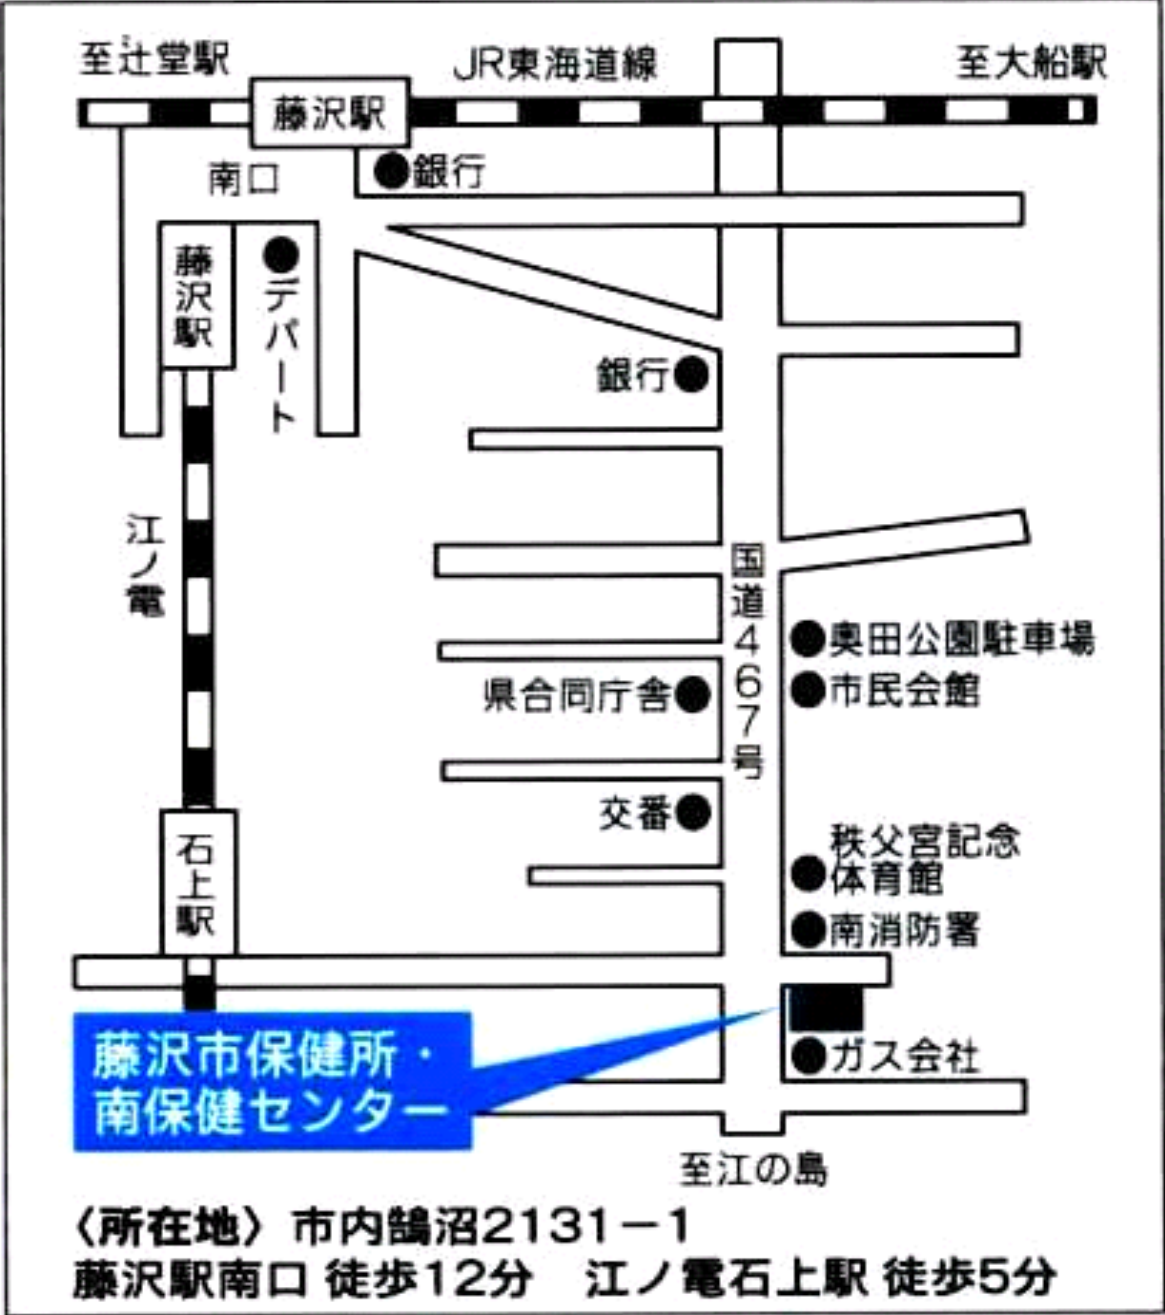 至辻堂駅
JR東海道線
至大船駅
藤沢駅
南口
銀行
藤沢駅
デパート
銀行
江ノ電
国道467号
奥田公園駐車場
県合同庁舎
市民会館
交番
秩父宮記念
体育館
石上駅
南消防署
藤沢市保健所・
南保健センター
ガス会社
至江の島
〈所在地〉市内鵠沼2131－1
藤沢駅南口 徒歩12分　江ノ電石上駅 徒歩5分